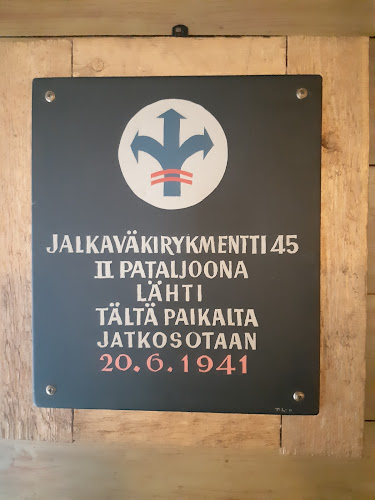 JALKAVÄKIRYKMENTTI 45
II PATALJOONA
LÄHTI
TÄLTÄ PAIKALTA
JATKOSOTAAN
20.6.1941